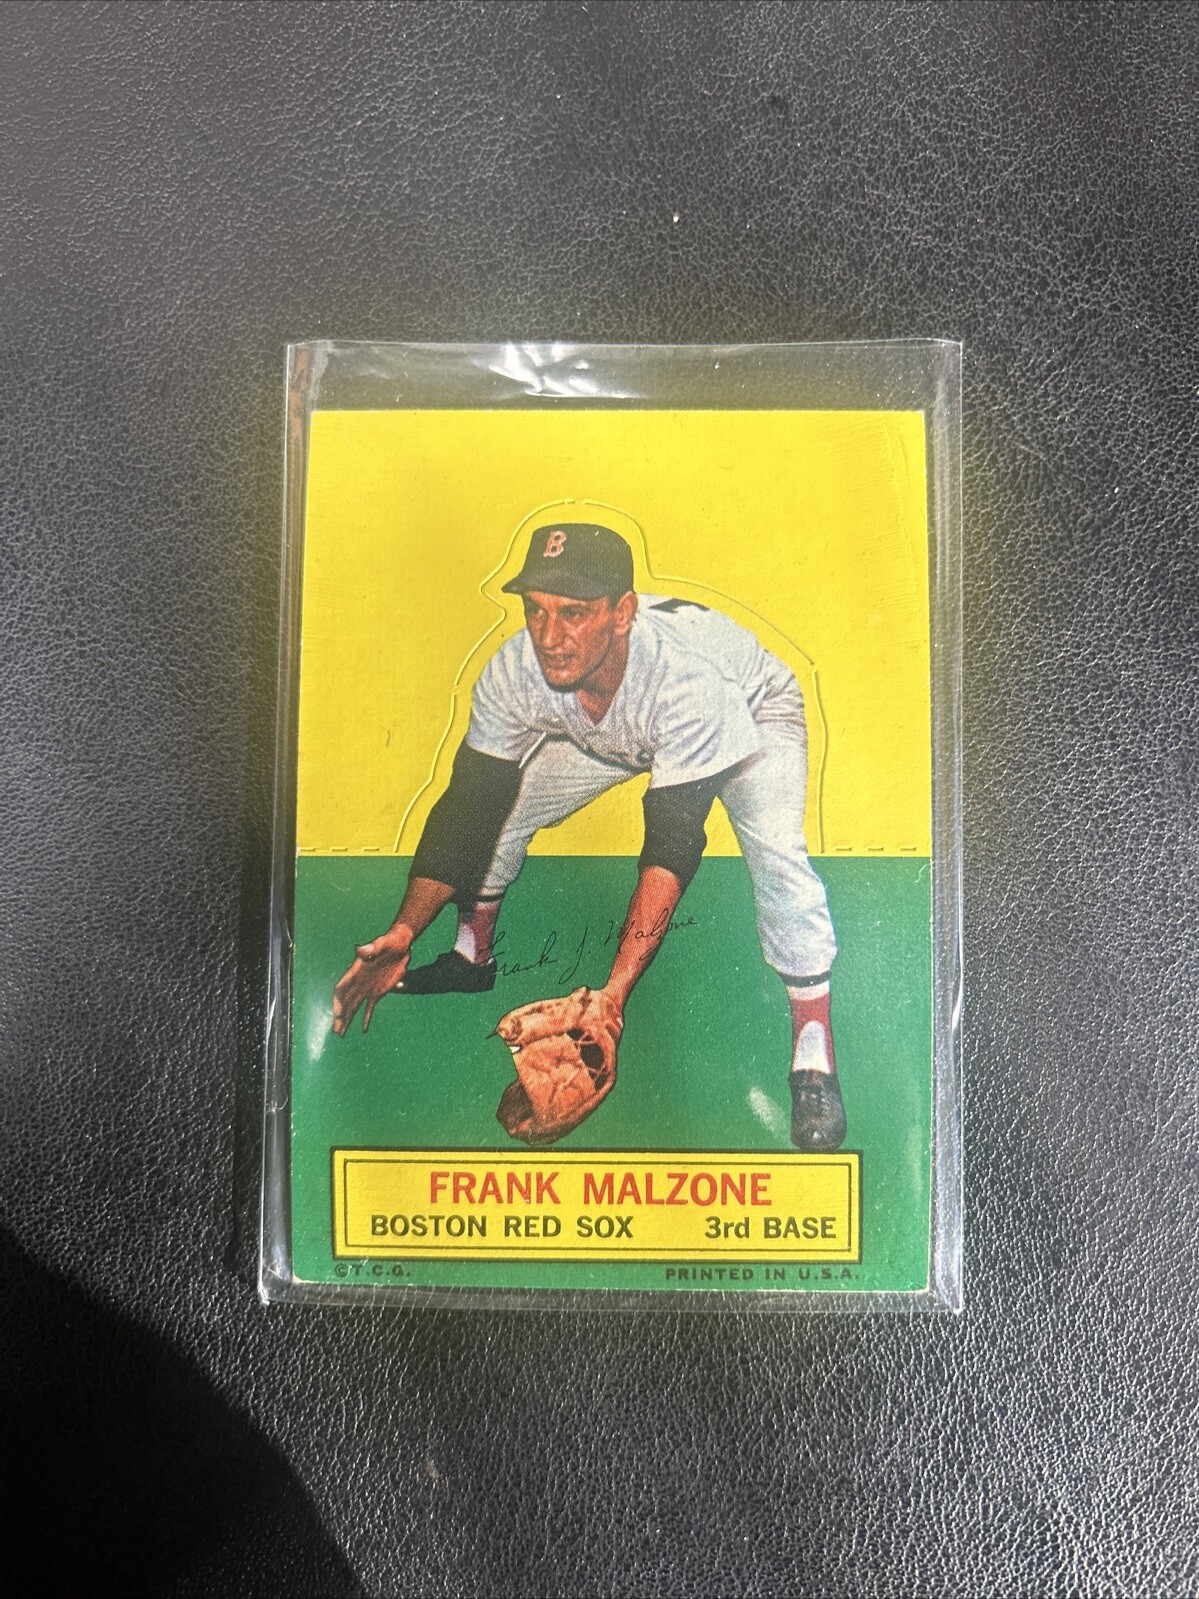 B
Frank J. Malzone
FRANK MALZONE
BOSTON RED SOX 3rd BASE
©T.C.G. PRINTED IN U.S.A.